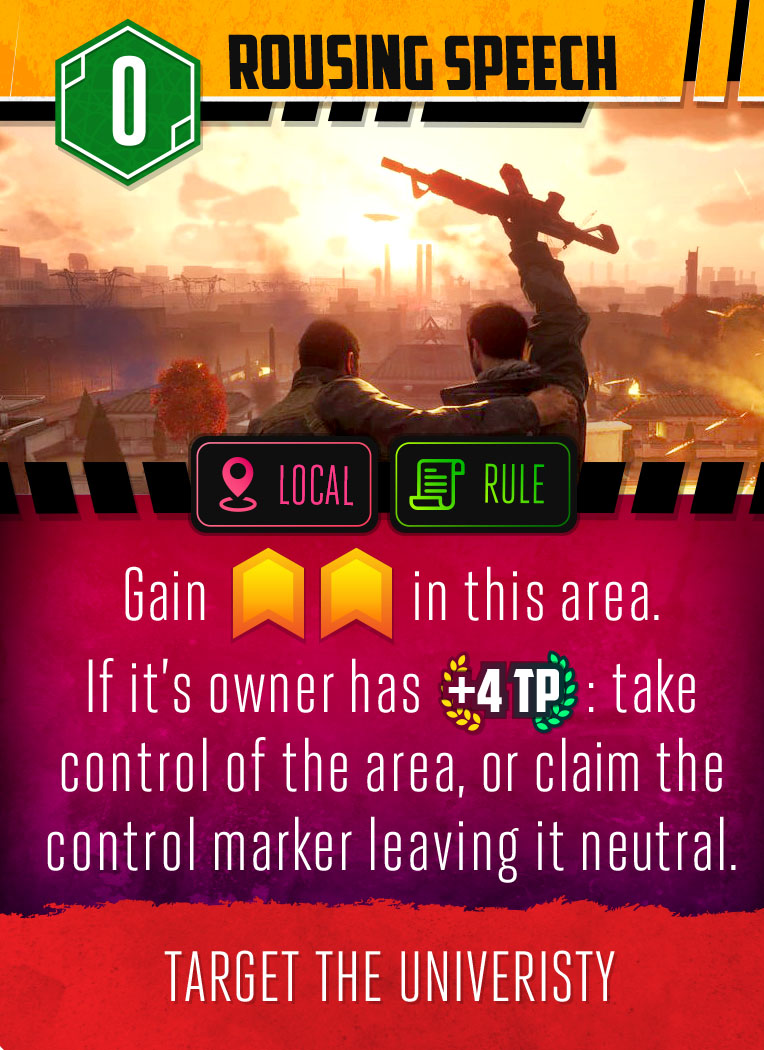 0
ROUSING SPEECH
LOCAL
RULE
Gain in this area.
If it's owner has +4 TP : take
control of the area, or claim the
control marker leaving it neutral.
TARGET THE UNIVERISTY